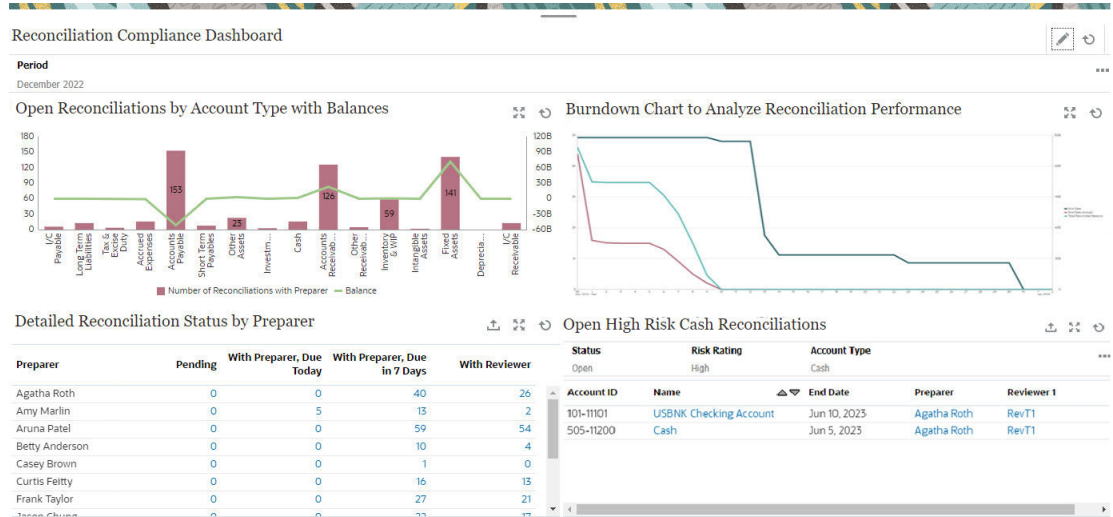 Reconciliation Compliance Dashboard
Period
December 2022
Open Reconciliations by Account Type with Balances
180
150
120
90
60
30
0
120B
90B
60B
30B
0
-30B
-60B
153
23
126
59
141
I/C Payable
Long Term Liabilities
Tax & Excise Duty
Accrued Expenses
Accounts Payable
Short Term Payables
Other Assets
Investm...
Cash
Accounts Receivab...
Other Receivab...
Inventory & WIP
Intangible Assets
Fixed Assets
Deprecia...
I/C Receivable
Number of Reconciliations with Preparer
Balance
Burndown Chart to Analyze Reconciliation Performance
Detailed Reconciliation Status by Preparer
Preparer Pending With Preparer, Due Today With Preparer, Due in 7 Days With Reviewer
Agatha Roth 0 0 40 26
Amy Marlin 0 5 13 2
Aruna Patel 0 0 59 54
Betty Anderson 0 0 10 4
Casey Brown 0 0 1 0
Curtis Feitty 0 0 16 13
Frank Taylor 0 0 27 21
Open High Risk Cash Reconciliations
Status Risk Rating Account Type
Open High Cash
Account ID Name End Date Preparer Reviewer 1
101-11101 USBNK Checking Account Jun 10, 2023 Agatha Roth RevT1
505-11200 Cash Jun 5, 2023 Agatha Roth RevT1